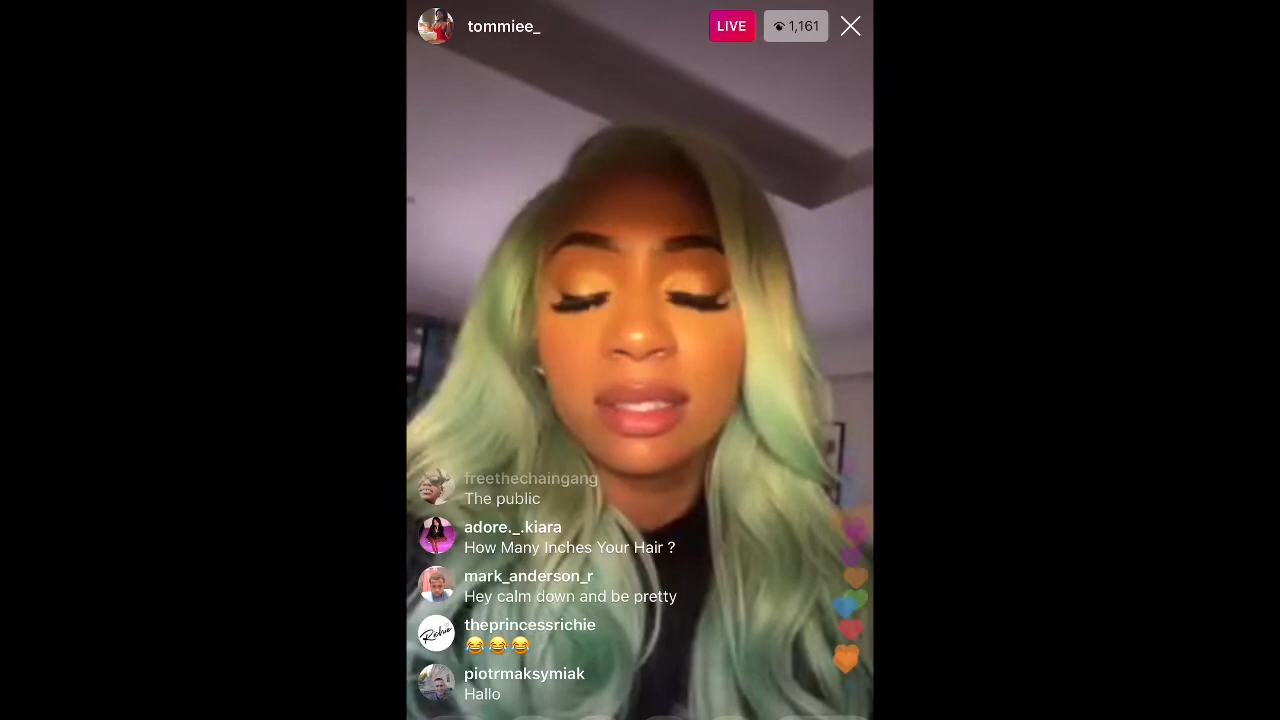 tommiee_
LIVE
1,161
freethechaingang
The public
adore._.kiara
How Many Inches Your Hair ?
mark_anderson_r
Hey calm down and be pretty
Richie
theprincessrichie
😂😂😂
piotrmaksymiak
Hallo